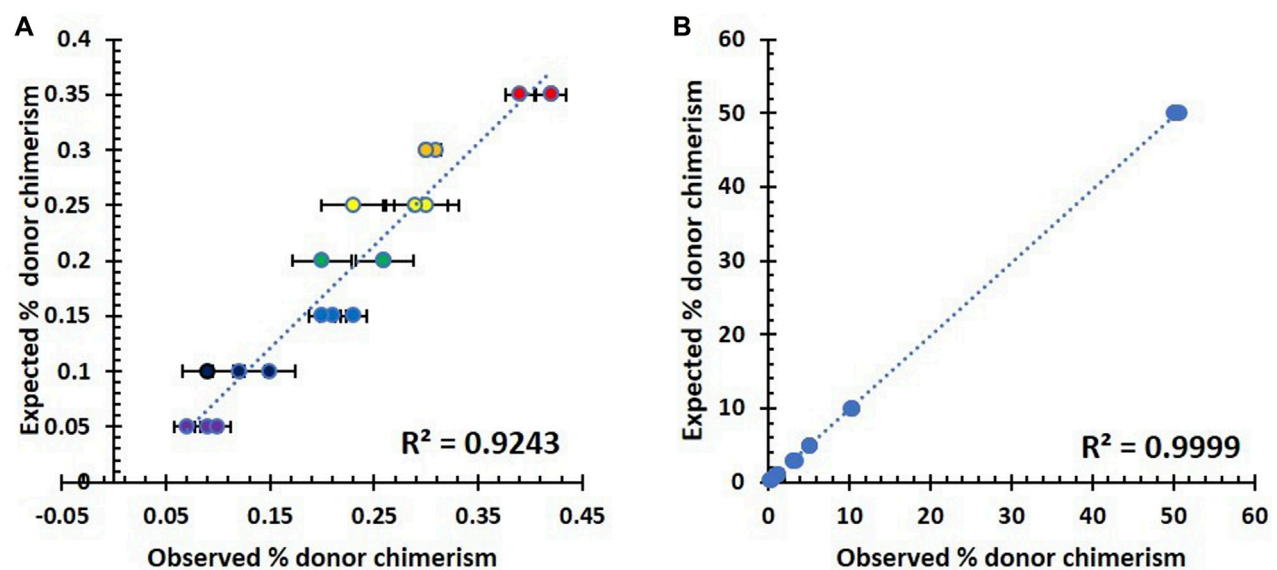 A
Expected % donor chimerism
0.4
0.35
0.3
0.25
0.2
0.15
0.1
0.05
0
-0.05 0.05 0.15 0.25 0.35 0.45
R² = 0.9243
Observed % donor chimerism
B
Expected % donor chimerism
60
50
40
30
20
10
0
0 10 20 30 40 50 60
R² = 0.9999
Observed % donor chimerism